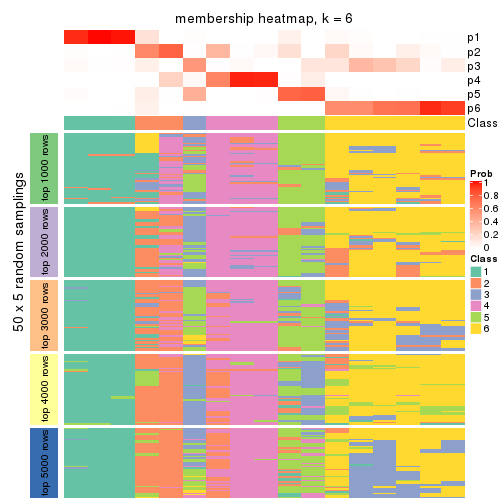 membership heatmap, k = 6
p1
p2
p3
p4
p5
p6
Class
50 x 5 random samplings
top 1000 rows
top 2000 rows
top 3000 rows
top 4000 rows
top 5000 rows
Prob
1
0.8
0.6
0.4
0.2
0
Class
1
2
3
4
5
6